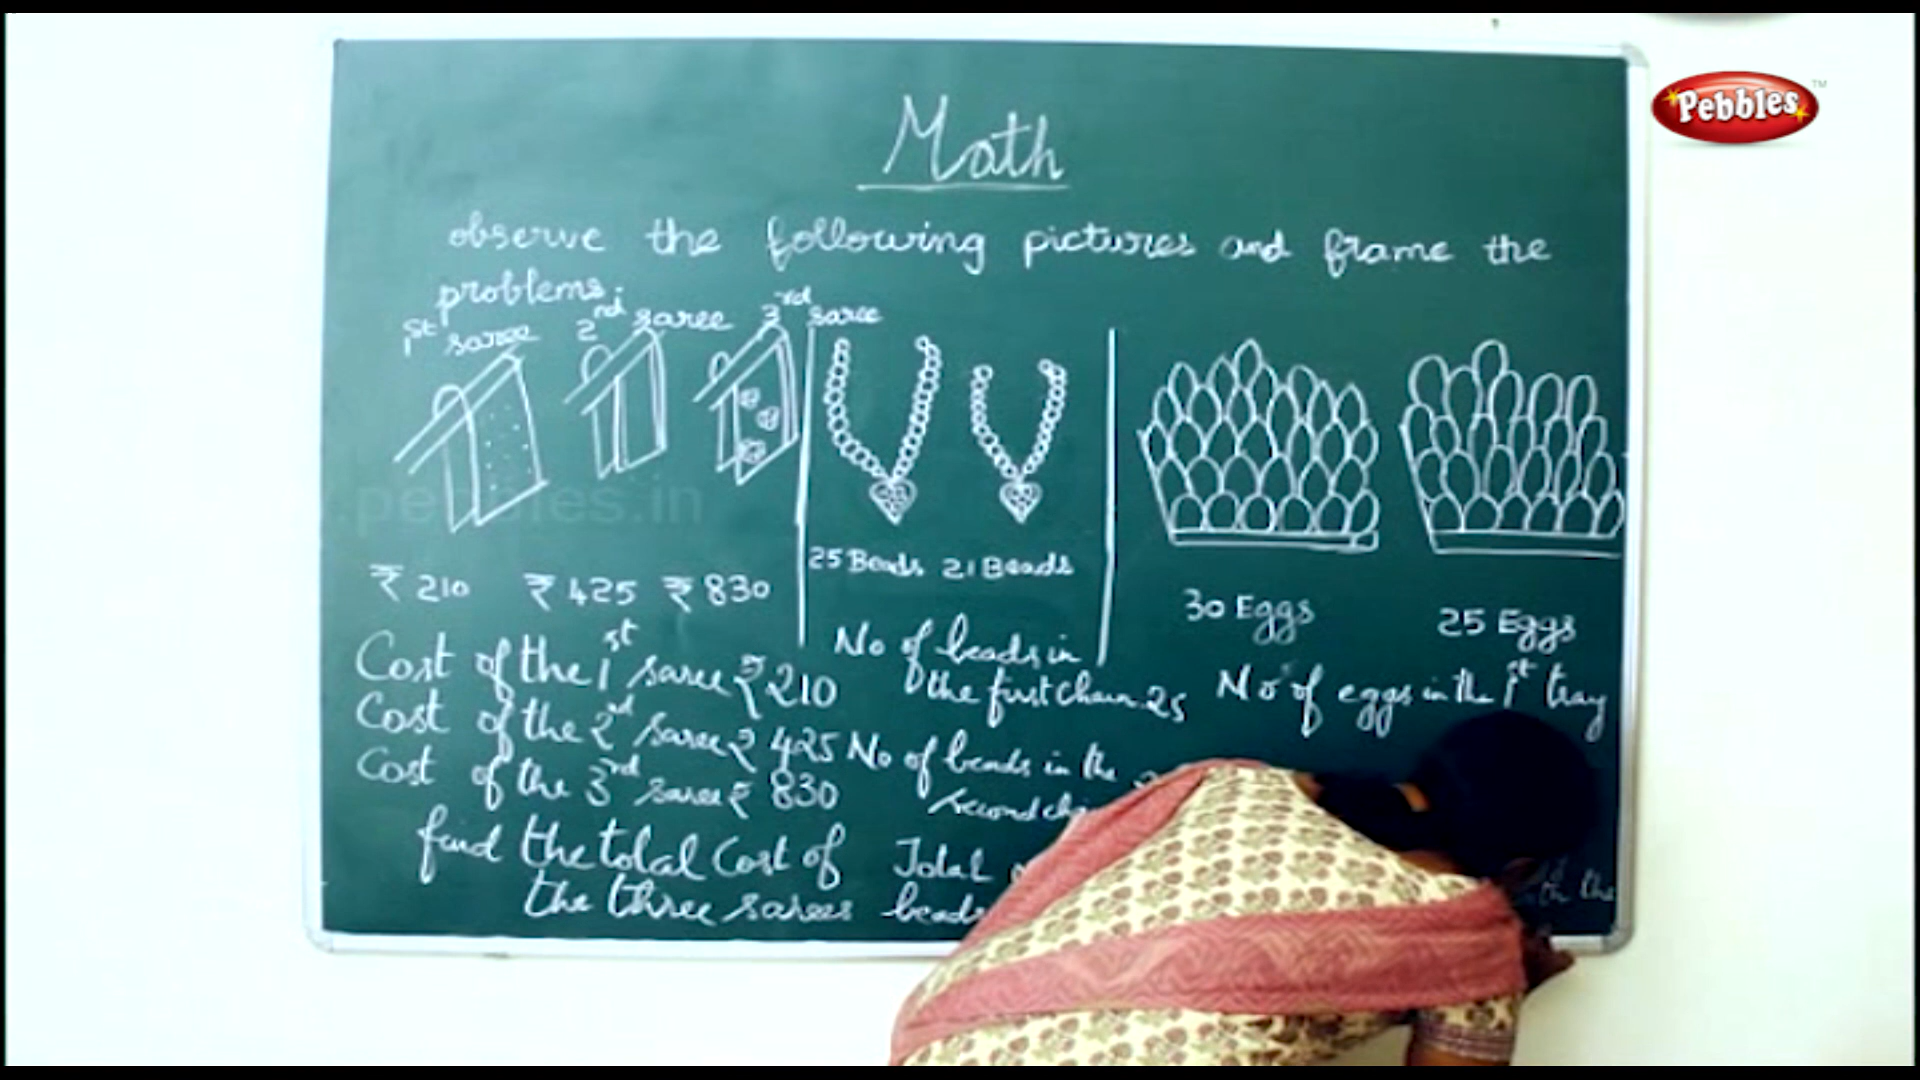 Pebbles™
Math
observe the following pictures and frame the
problems.
1st saree 2nd saree 3rd saree
pebbles.in
₹ 210 ₹ 425 ₹ 830
Cost of the 1st saree ₹ 210
Cost of the 2nd saree ₹ 425
Cost of the 3rd saree ₹ 830
find the total Cost of
the three sarees
25 Beads 21 Beads
No of beads in
the first chain 25
No of beads in the
second
Total
beads
30 Eggs 25 Eggs
No of eggs in the 1st tray
the